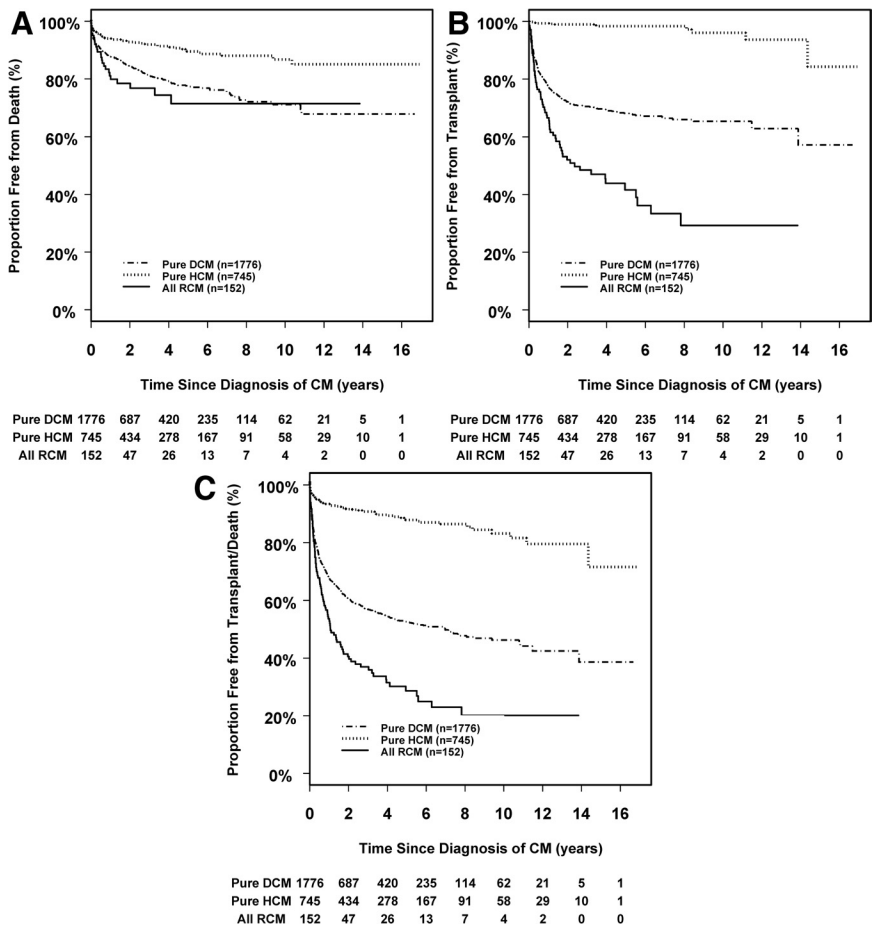 A
Proportion Free from Death (%)
100%
80%
60%
40%
20%
0%
Pure DCM (n=1776)
Pure HCM (n=745)
All RCM (n=152)
0 2 4 6 8 10 12 14 16
Time Since Diagnosis of CM (years)
Pure DCM 1776 687 420 235 114 62 21 5 1
Pure HCM 745 434 278 167 91 58 29 10 1
All RCM 152 47 26 13 7 4 2 0 0
B
Proportion Free from Transplant (%)
100%
80%
60%
40%
20%
0%
Pure DCM (n=1776)
Pure HCM (n=745)
All RCM (n=152)
0 2 4 6 8 10 12 14 16
Time Since Diagnosis of CM (years)
Pure DCM 1776 687 420 235 114 62 21 5 1
Pure HCM 745 434 278 167 91 58 29 10 1
All RCM 152 47 26 13 7 4 2 0 0
C
Proportion Free from Transplant/Death (%)
100%
80%
60%
40%
20%
0%
Pure DCM (n=1776)
Pure HCM (n=745)
All RCM (n=152)
0 2 4 6 8 10 12 14 16
Time Since Diagnosis of CM (years)
Pure DCM 1776 687 420 235 114 62 21 5 1
Pure HCM 745 434 278 167 91 58 29 10 1
All RCM 152 47 26 13 7 4 2 0 0